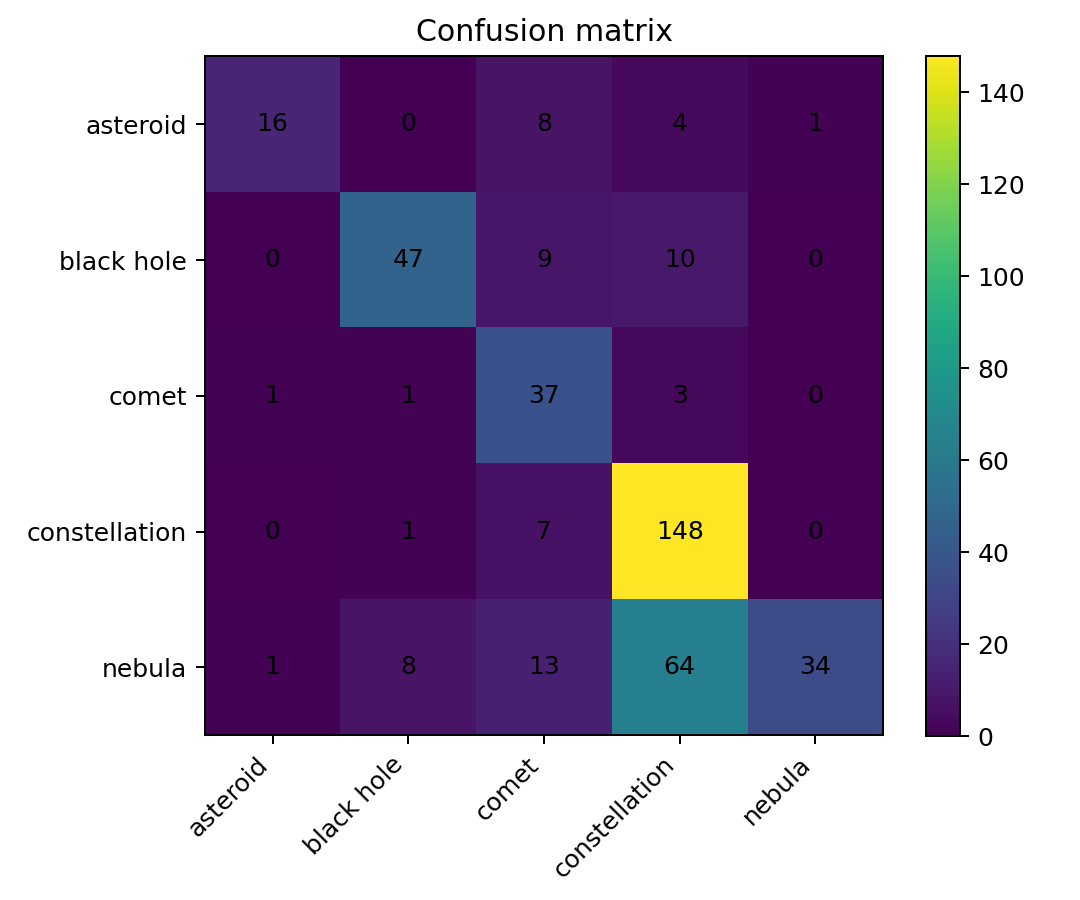 Confusion matrix
asteroid 16 0 8 4 1
black hole 0 47 9 10 0
comet 1 1 37 3 0
constellation 0 1 7 148 0
nebula 1 8 13 64 34
asteroid black hole comet constellation nebula
140
120
100
80
60
40
20
0